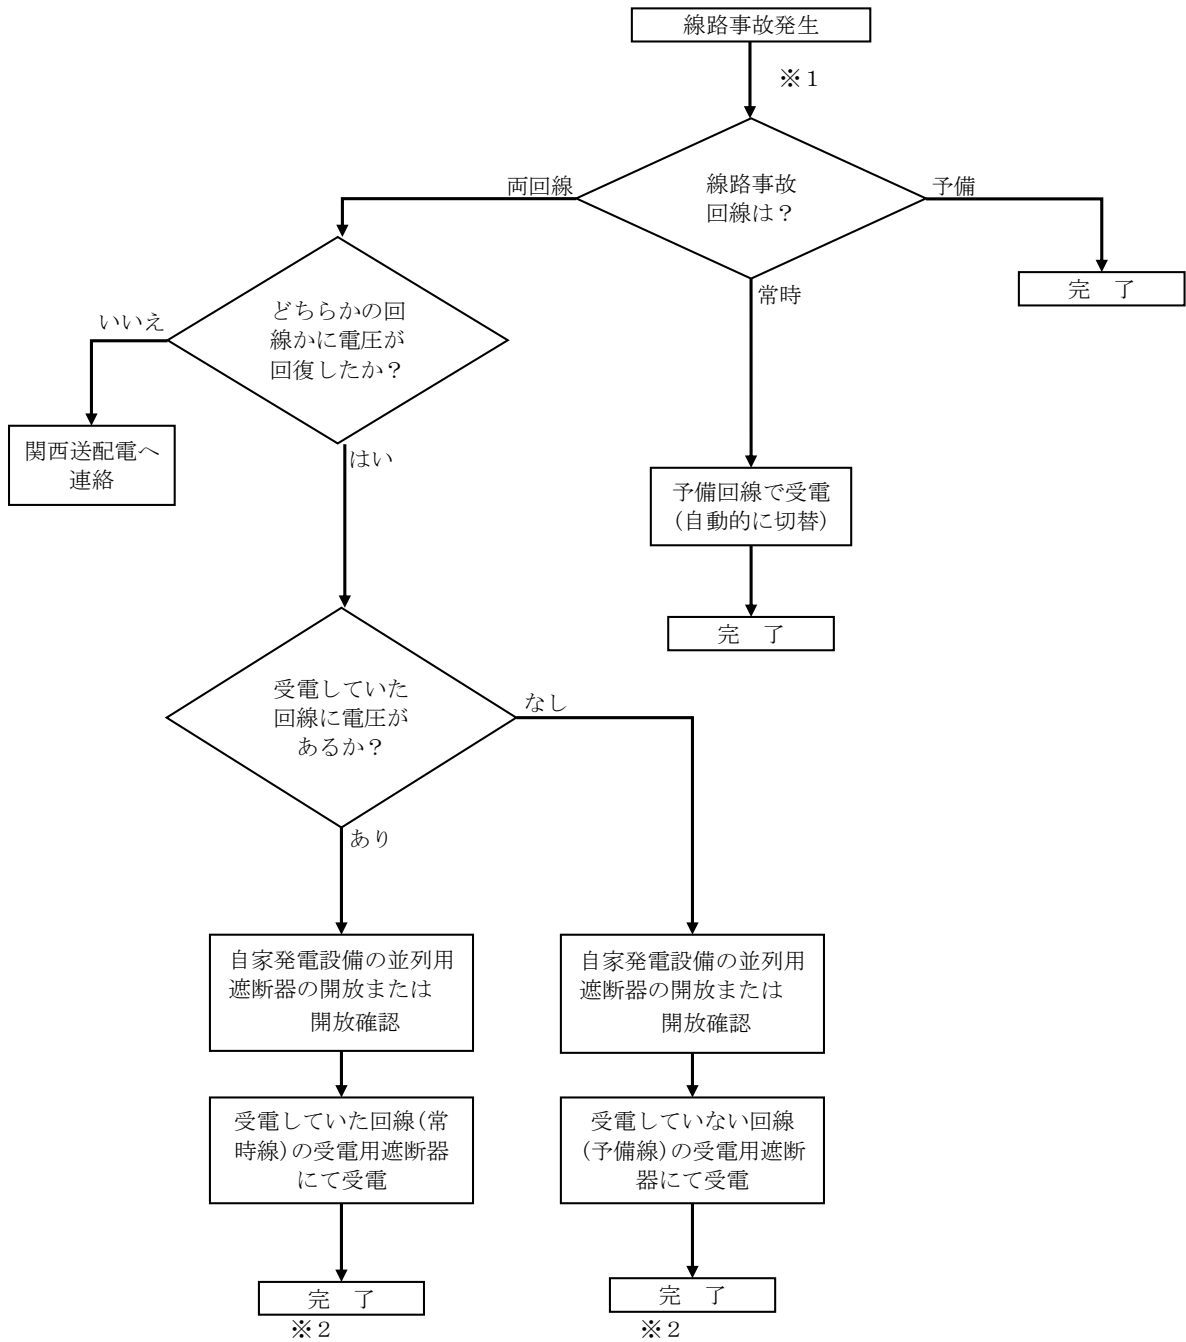 線路事故発生
※1
線路事故
回線は？
両回線
予備
完　了
常時
どちらかの回
線かに電圧が
回復したか？
いいえ
関西送配電へ
連絡
はい
予備回線で受電
(自動的に切替)
完　了
受電していた
回線に電圧が
あるか？
なし
あり
自家発電設備の並列用
遮断器の開放または
開放確認
自家発電設備の並列用
遮断器の開放または
開放確認
受電していた回線(常
時線)の受電用遮断器
にて受電
受電していない回線
(予備線)の受電用遮断
器にて受電
完　了
※2
完　了
※2